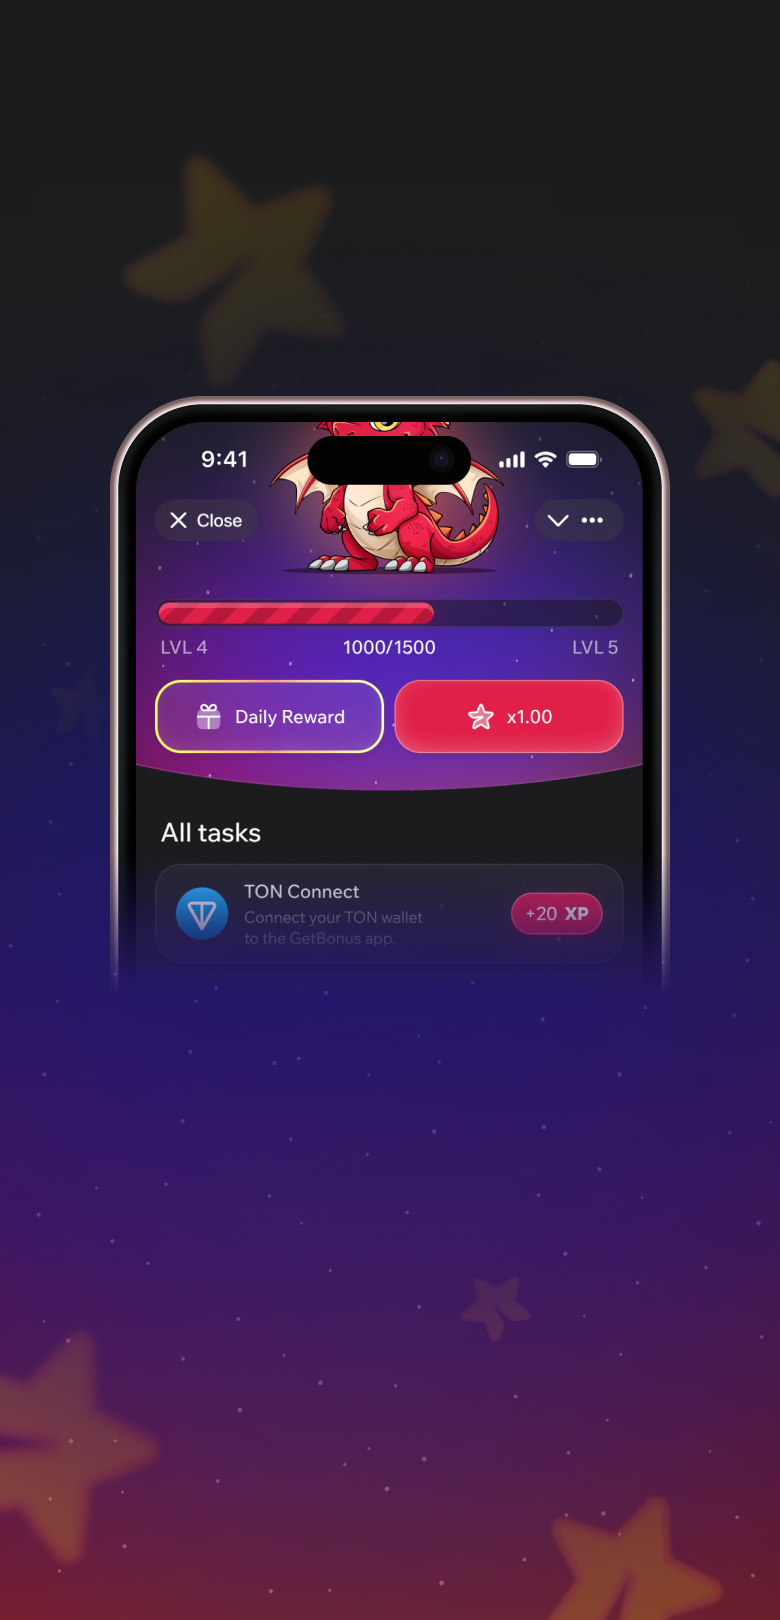 9:41
Close
LVL 4 1000/1500 LVL 5
Daily Reward x1.00
All tasks
TON Connect
Connect your TON wallet
to the GetBonus app.
+20 XP